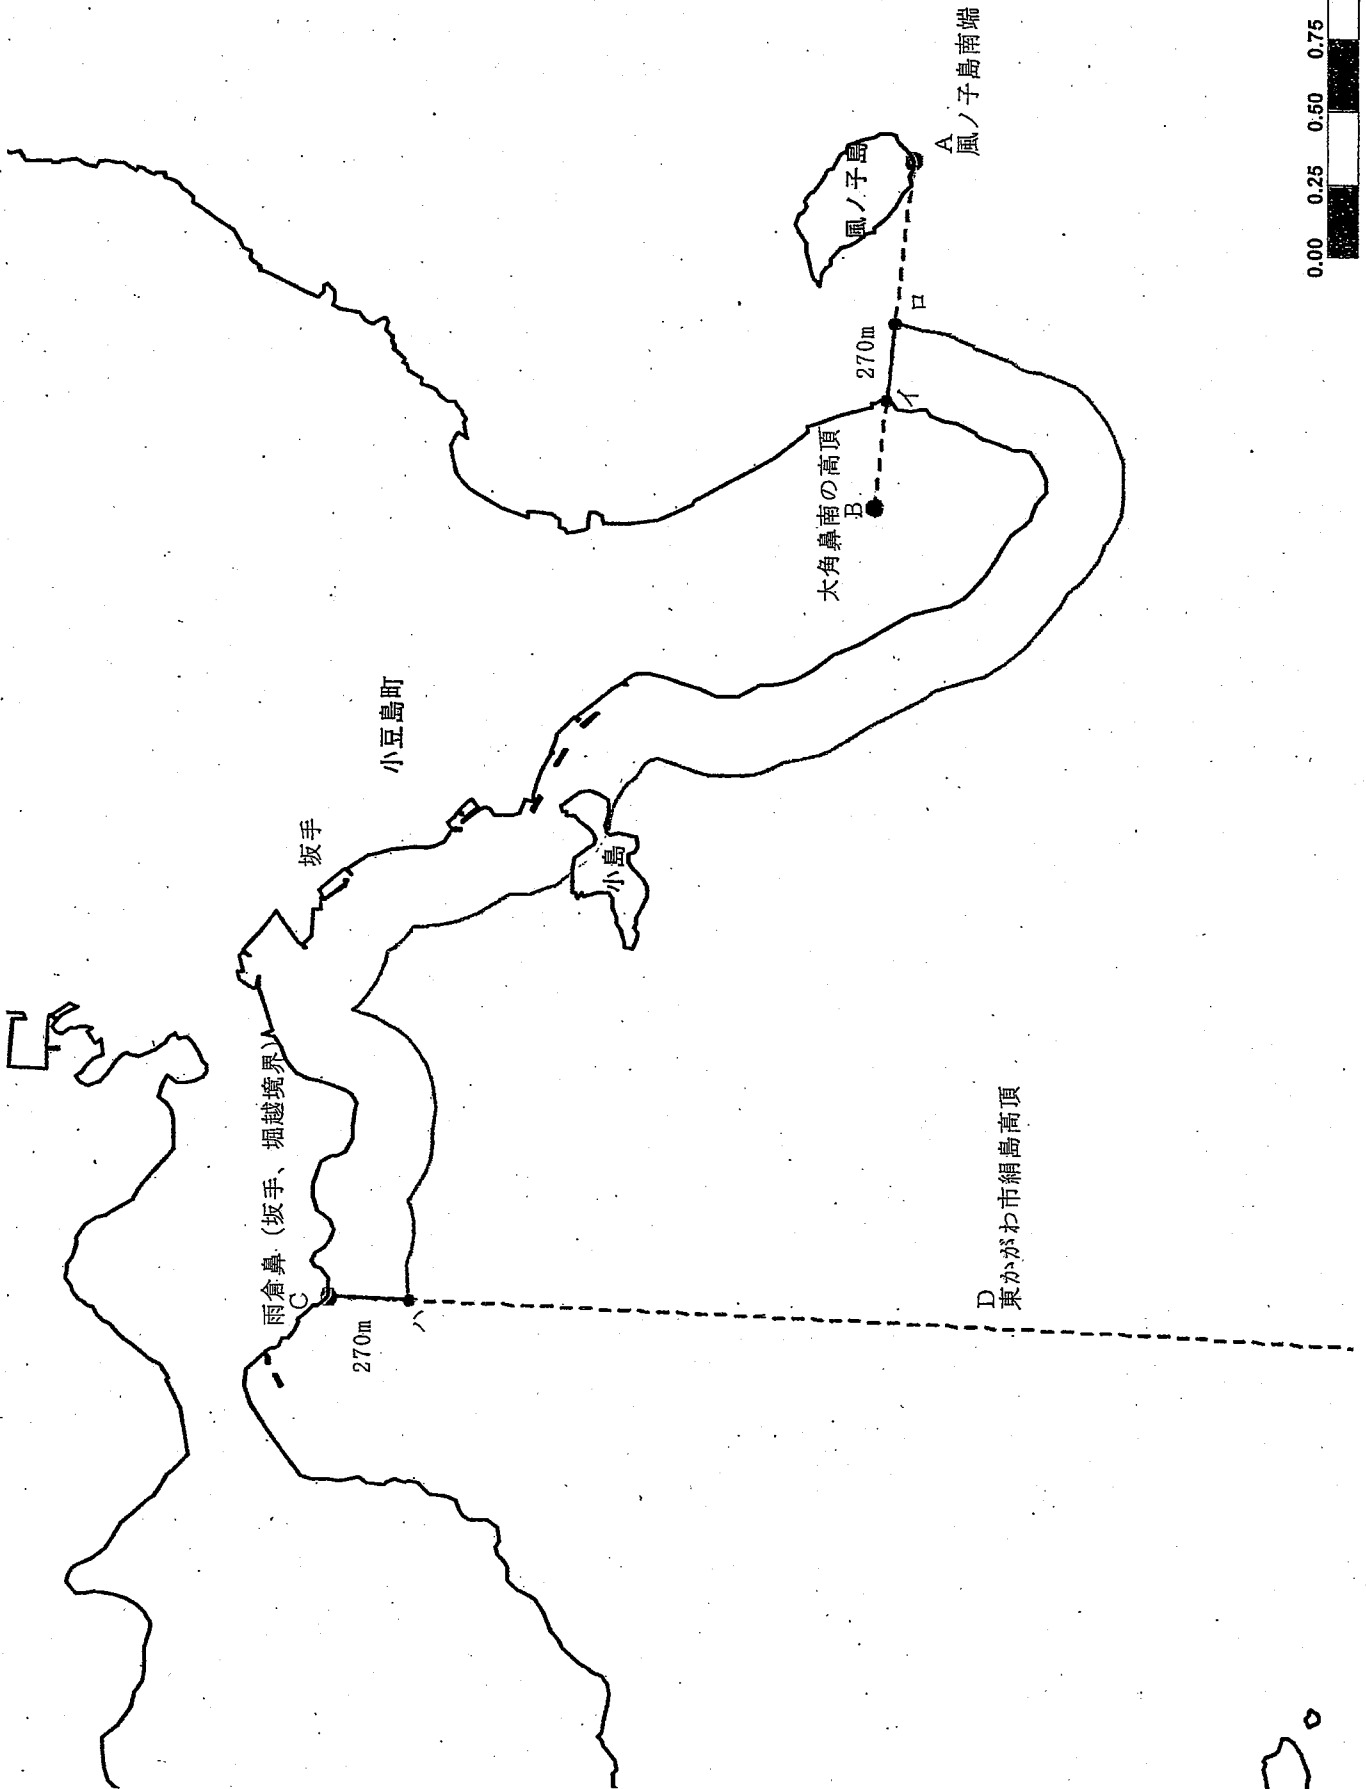 小豆島町
坂手
雨倉鼻（坂手、堀越境界）
C
270m
ハ
小島
大角鼻南の高頂
B
270m
イ
ロ
風ノ子島
A
風ノ子島南端
D
東かがわ市絹島高頂
0.00 0.25 0.50 0.75